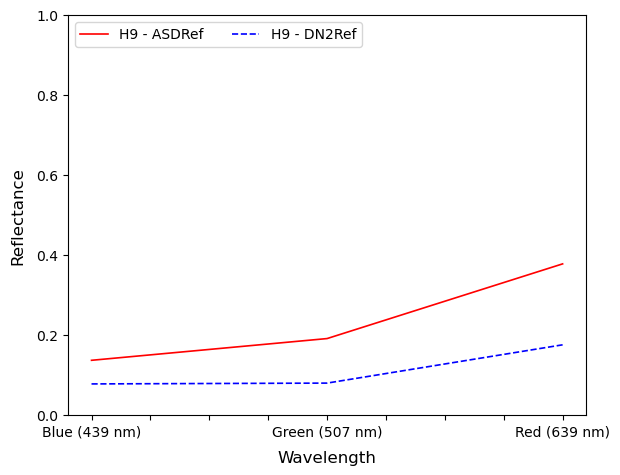 1.0
H9 - ASDRef H9 - DN2Ref
0.8
0.6
Reflectance
0.4
0.2
0.0
Blue (439 nm) Green (507 nm) Red (639 nm)
Wavelength